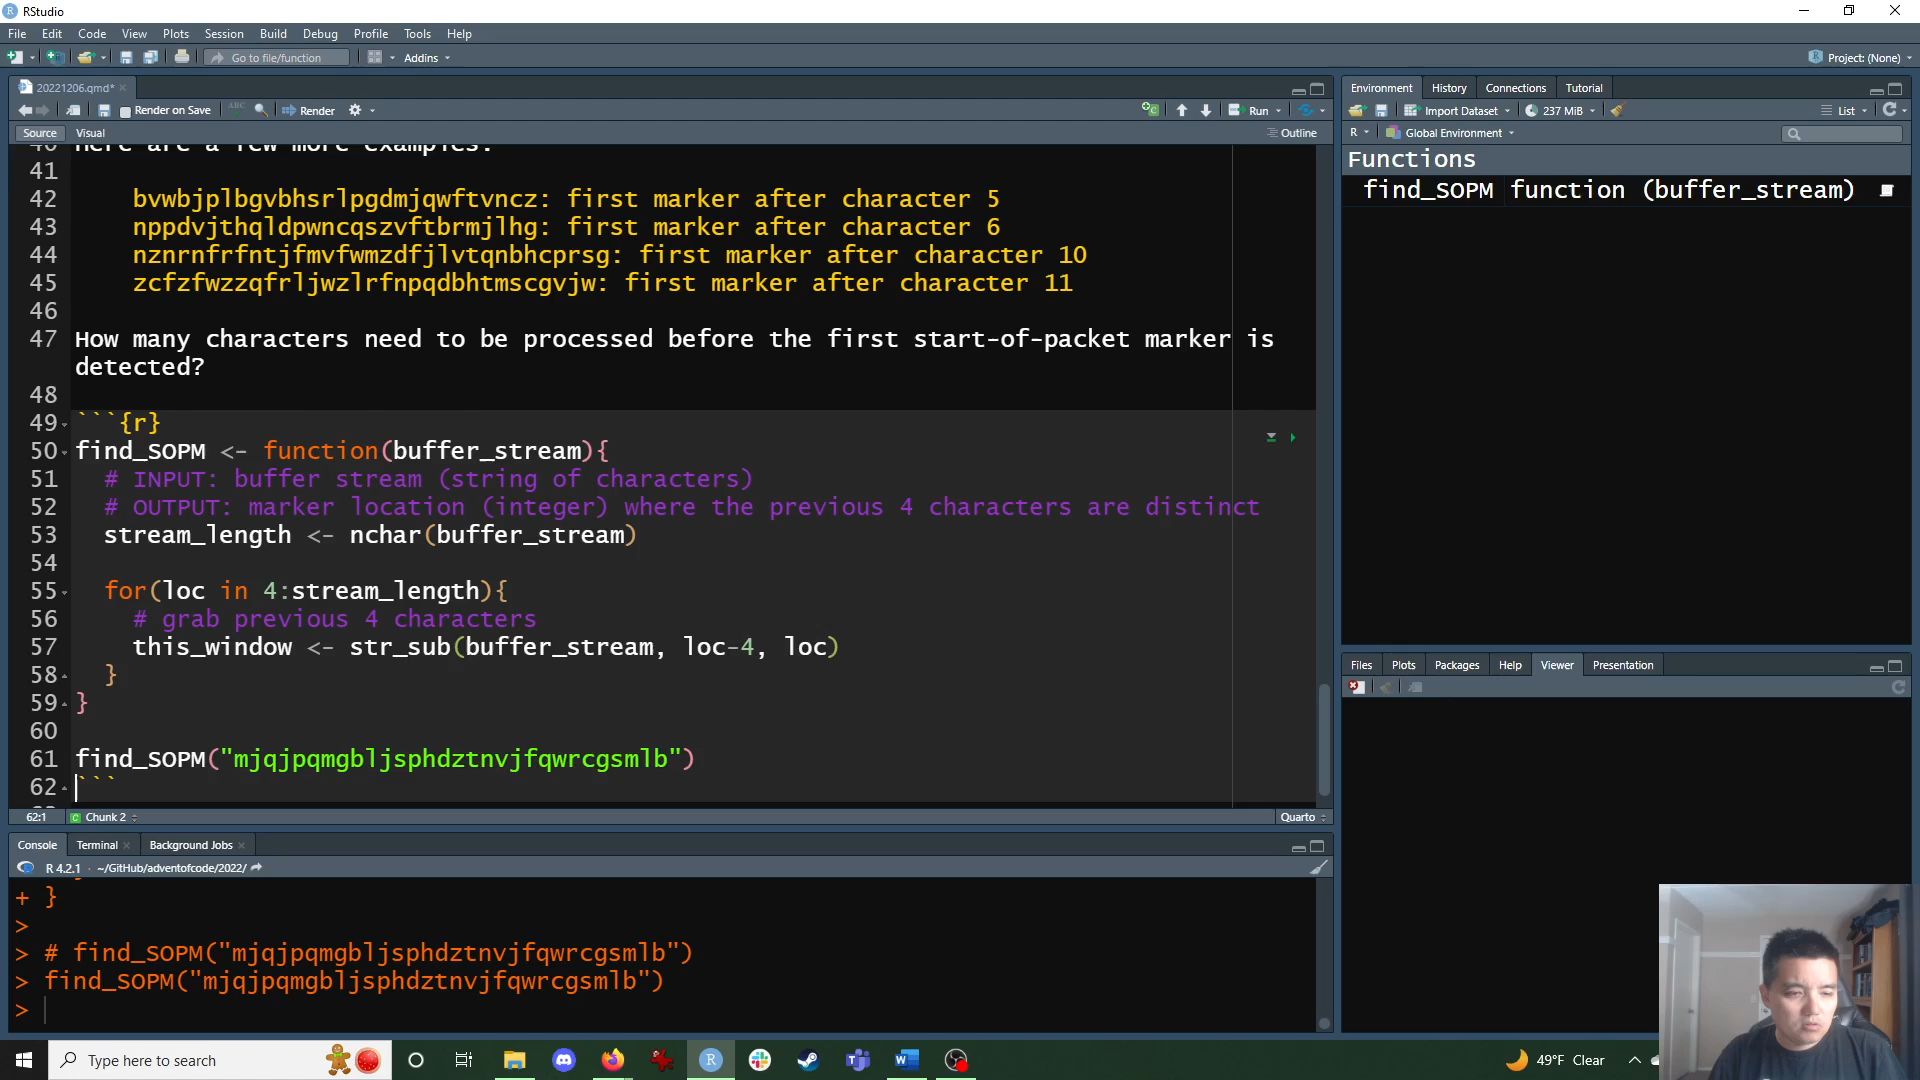 RStudio
File Edit Code View Plots Session Build Debug Profile Tools Help
Go to file/function Addins Project: (None)
20221206.qmd*
Render on Save ABC Render Run
Source Visual Outline
40 Here are a few more examples:
41
42 bvwbjplbgvbhsrlpgdmjqwftvncz: first marker after character 5
43 nppdvjthqldpwncqszvftbrmjlhg: first marker after character 6
44 nznrnfrfntjfmvfwmzdfjlvtqnbhcprsg: first marker after character 10
45 zcfzfwzzqfrljwzlrfnpqdbhtmscgvjw: first marker after character 11
46
47 How many characters need to be processed before the first start-of-packet marker is
detected?
48
49 ```{r}
50 find_SOPM <- function(buffer_stream){
51 # INPUT: buffer stream (string of characters)
52 # OUTPUT: marker location (integer) where the previous 4 characters are distinct
53 stream_length <- nchar(buffer_stream)
54
55 for(loc in 4:stream_length){
56 # grab previous 4 characters
57 this_window <- str_sub(buffer_stream, loc-4, loc)
58 }
59 }
60
61 find_SOPM("mjqjpqmgbljsphdztnvjfqwrcgsmlb")
62 ```
62:1 Chunk 2 Quarto
Console Terminal Background Jobs
R 4.2.1 · ~/GitHub/adventofcode/2022/
+ }
>
> # find_SOPM("mjqjpqmgbljsphdztnvjfqwrcgsmlb")
> find_SOPM("mjqjpqmgbljsphdztnvjfqwrcgsmlb")
>
Environment History Connections Tutorial
Import Dataset 237 MiB List
R Global Environment
Functions
find_SOPM function (buffer_stream)
Files Plots Packages Help Viewer Presentation
Type here to search
49°F Clear